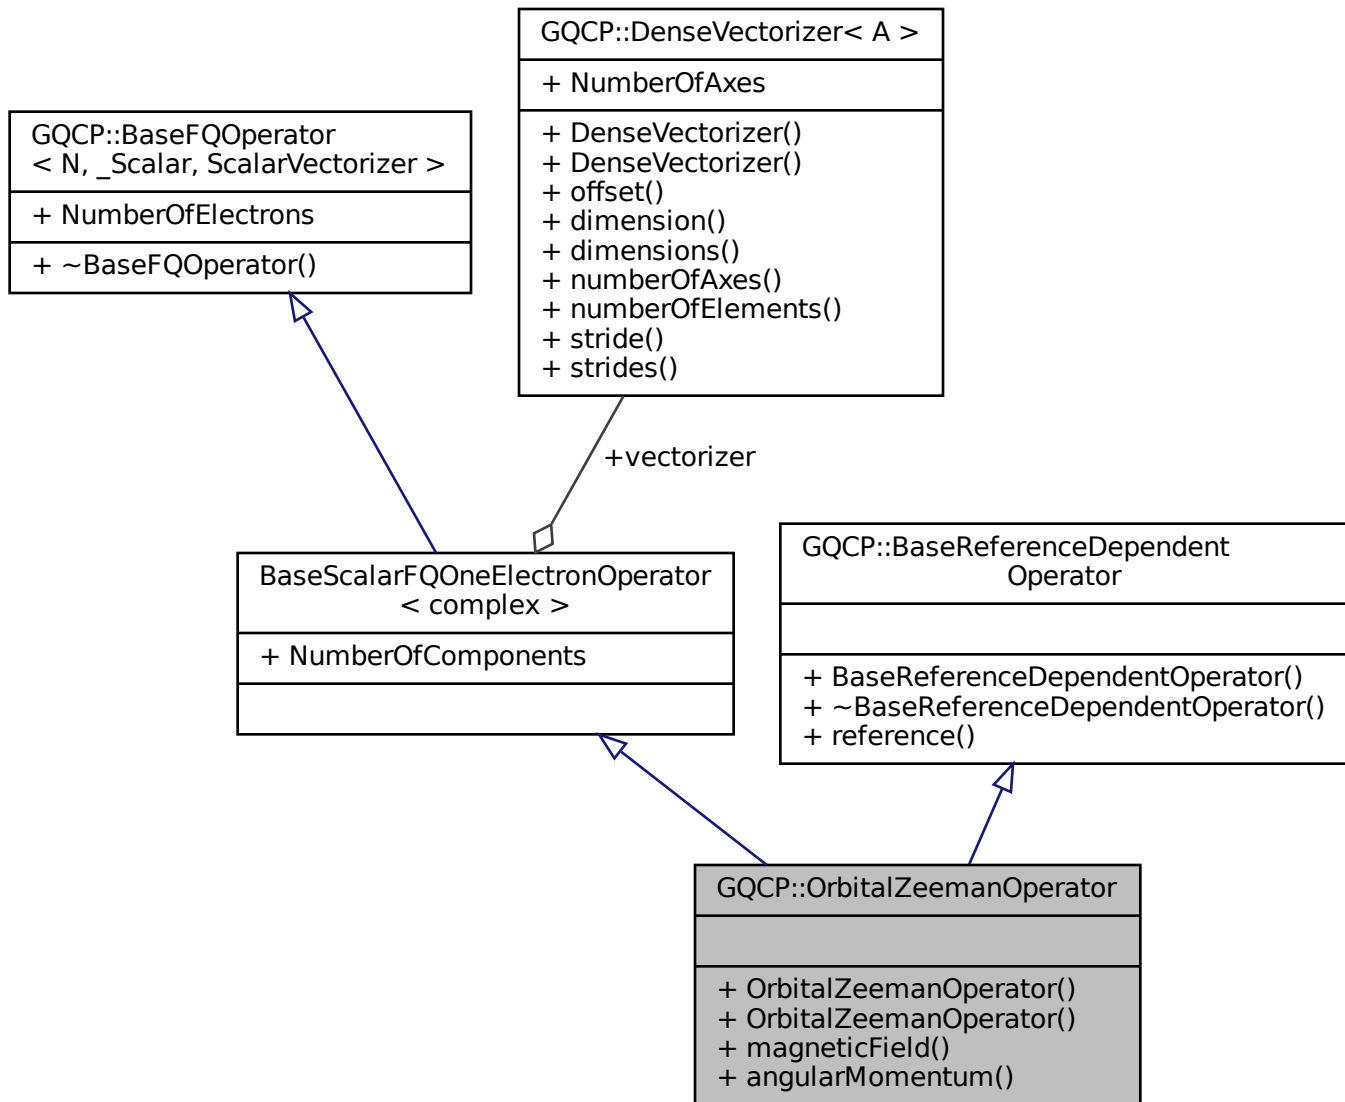 GQCP::DenseVectorizer< A >
+ NumberOfAxes
+ DenseVectorizer()
+ DenseVectorizer()
+ offset()
+ dimension()
+ dimensions()
+ numberOfAxes()
+ numberOfElements()
+ stride()
+ strides()
GQCP::BaseFQOperator
< N, _Scalar, ScalarVectorizer >
+ NumberOfElectrons
+ ~BaseFQOperator()
+vectorizer
BaseScalarFQOneElectronOperator
< complex >
+ NumberOfComponents
GQCP::BaseReferenceDependent
Operator
+ BaseReferenceDependentOperator()
+ ~BaseReferenceDependentOperator()
+ reference()
GQCP::OrbitalZeemanOperator
+ OrbitalZeemanOperator()
+ OrbitalZeemanOperator()
+ magneticField()
+ angularMomentum()